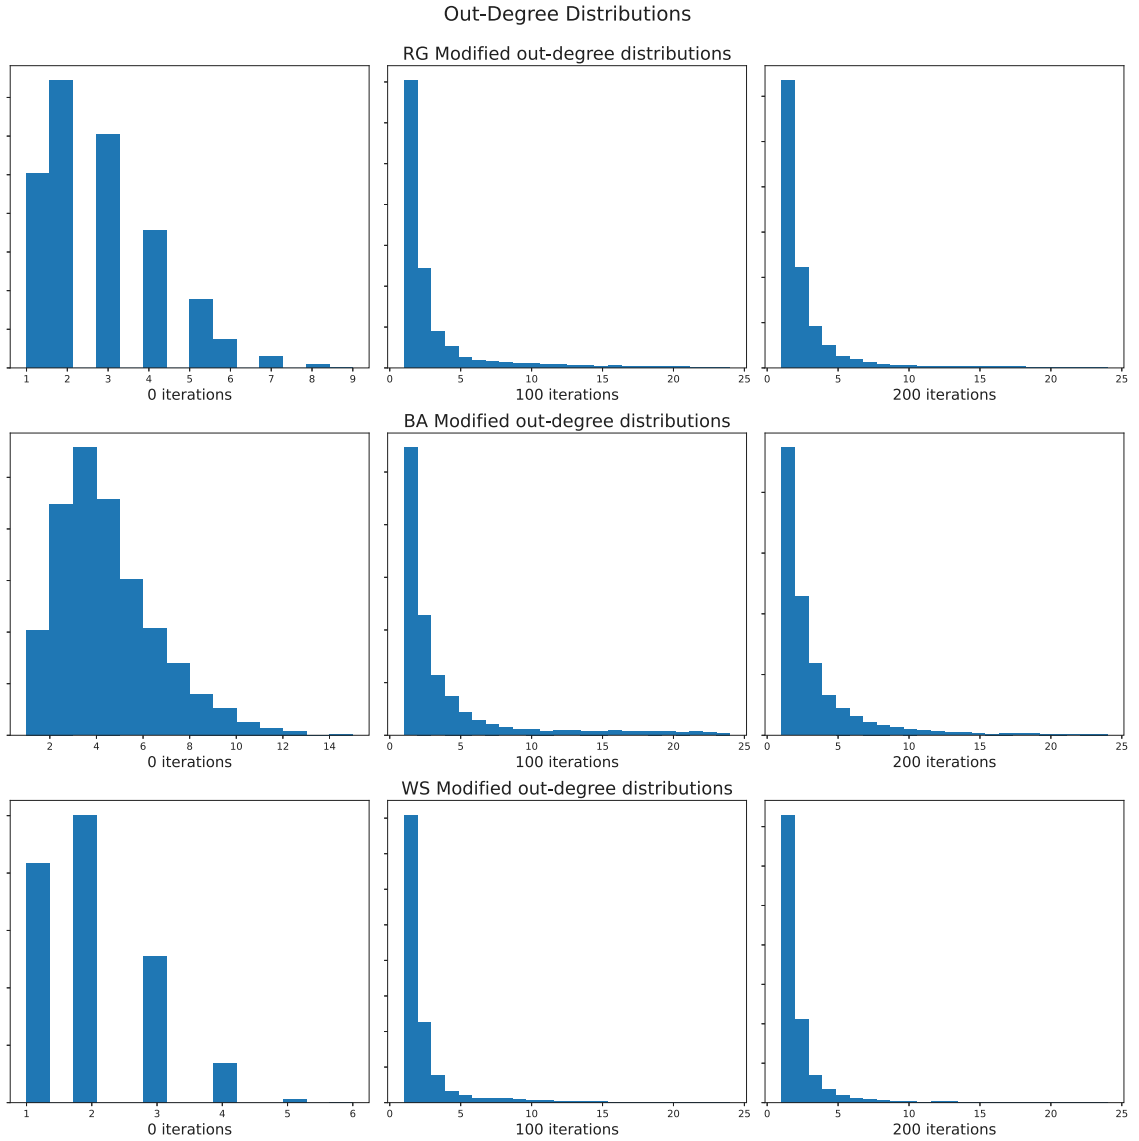 Out-Degree Distributions
RG Modified out-degree distributions
1 2 3 4 5 6 7 8 9
0 iterations
0 5 10 15 20 25
100 iterations
0 5 10 15 20 25
200 iterations
BA Modified out-degree distributions
2 4 6 8 10 12 14
0 iterations
0 5 10 15 20 25
100 iterations
0 5 10 15 20 25
200 iterations
WS Modified out-degree distributions
1 2 3 4 5 6
0 iterations
0 5 10 15 20 25
100 iterations
0 5 10 15 20 25
200 iterations